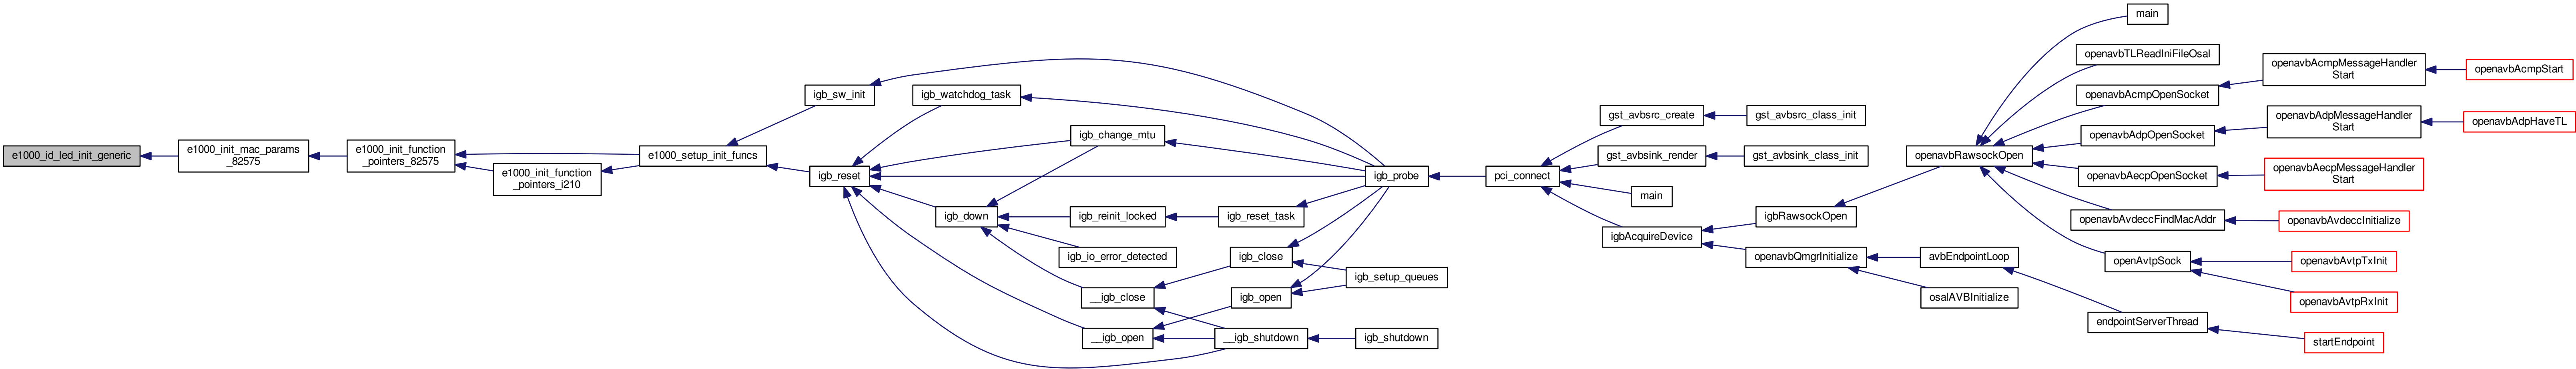 e1000_id_led_init_generic
e1000_init_mac_params
_82575
e1000_init_function
_pointers_82575
e1000_init_function
_pointers_i210
e1000_setup_init_funcs
igb_sw_init
igb_reset
igb_watchdog_task
igb_change_mtu
igb_down
igb_reinit_locked
igb_reset_task
igb_io_error_detected
__igb_close
igb_close
__igb_open
igb_open
__igb_shutdown
igb_shutdown
igb_setup_queues
igb_probe
pci_connect
gst_avbsrc_create
gst_avbsrc_class_init
gst_avbsink_render
gst_avbsink_class_init
main
igbAcquireDevice
igbRawsockOpen
openavbQmgrInitialize
avbEndpointLoop
osalAVBInitialize
openavbRawsockOpen
main
openavbTLReadIniFileOsal
openavbAcmpOpenSocket
openavbAcmpMessageHandler
Start
openavbAcmpStart
openavbAdpOpenSocket
openavbAdpMessageHandler
Start
openavbAdpHaveTL
openavbAecpOpenSocket
openavbAecpMessageHandler
Start
openavbAvdeccFindMacAddr
openavbAvdeccInitialize
openAvtpSock
openavbAvtpTxInit
openavbAvtpRxInit
endpointServerThread
startEndpoint